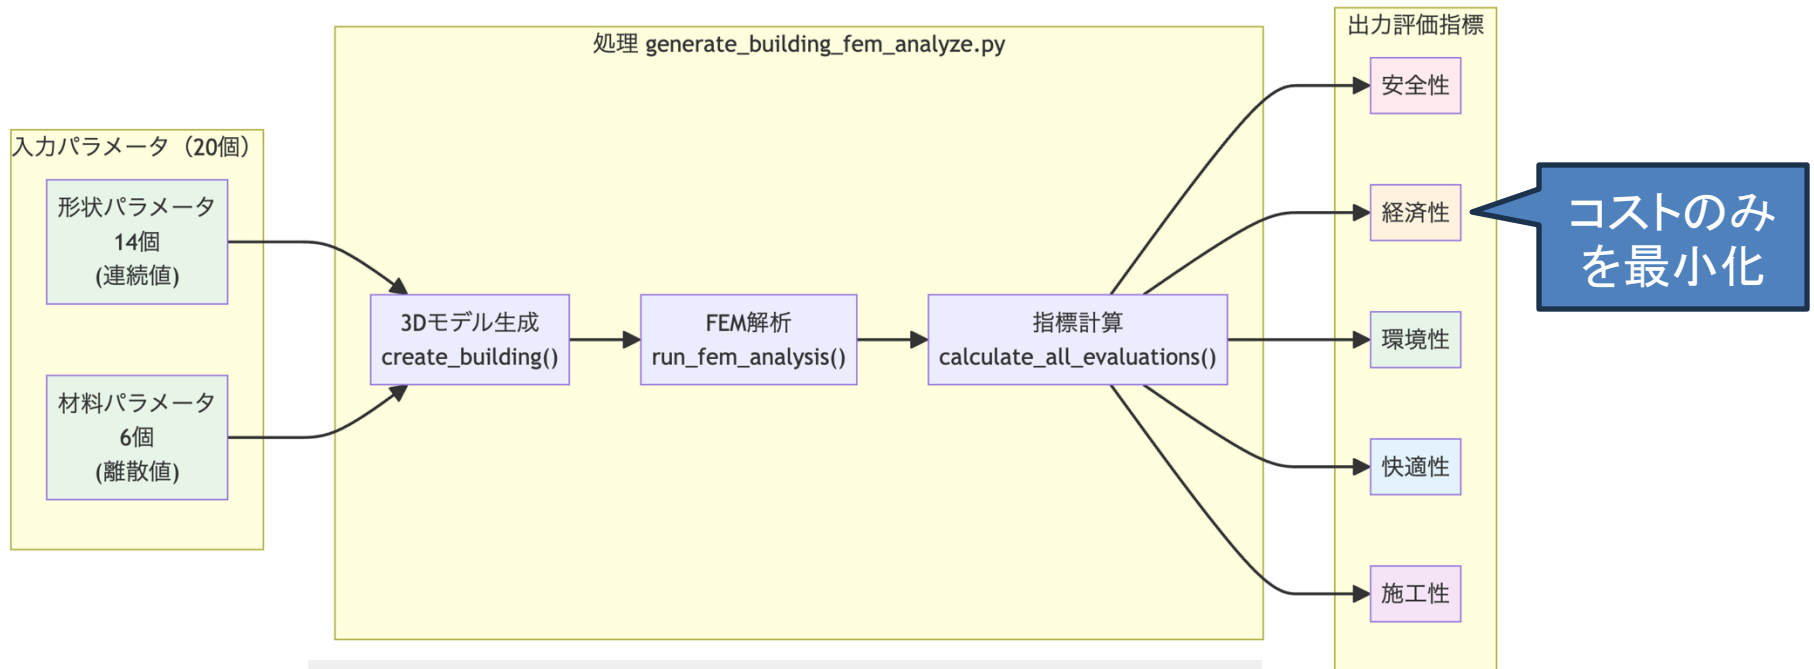 入力パラメータ（20個）
形状パラメータ
14個
(連続値)
材料パラメータ
6個
(離散値)
処理 generate_building_fem_analyze.py
3Dモデル生成
create_building()
FEM解析
run_fem_analysis()
指標計算
calculate_all_evaluations()
出力評価指標
安全性
経済性
環境性
快適性
施工性
コストのみ
を最小化